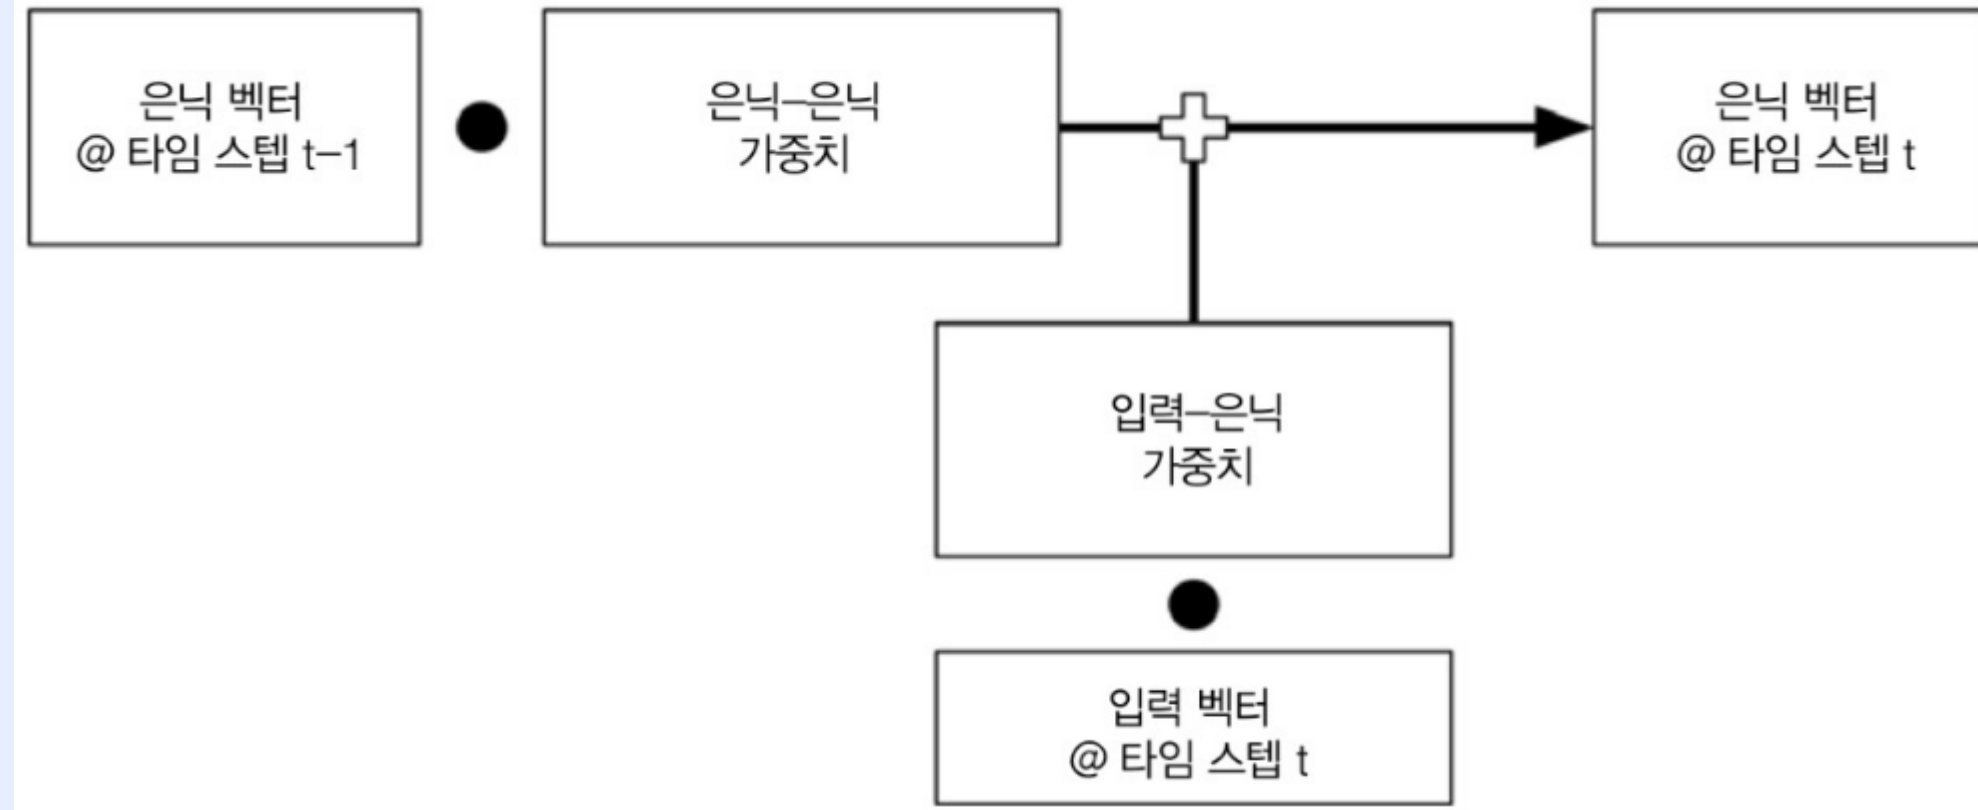 은닉 벡터
@ 타임 스텝 t–1
은닉–은닉
가중치
은닉 벡터
@ 타임 스텝 t
입력–은닉
가중치
입력 벡터
@ 타임 스텝 t